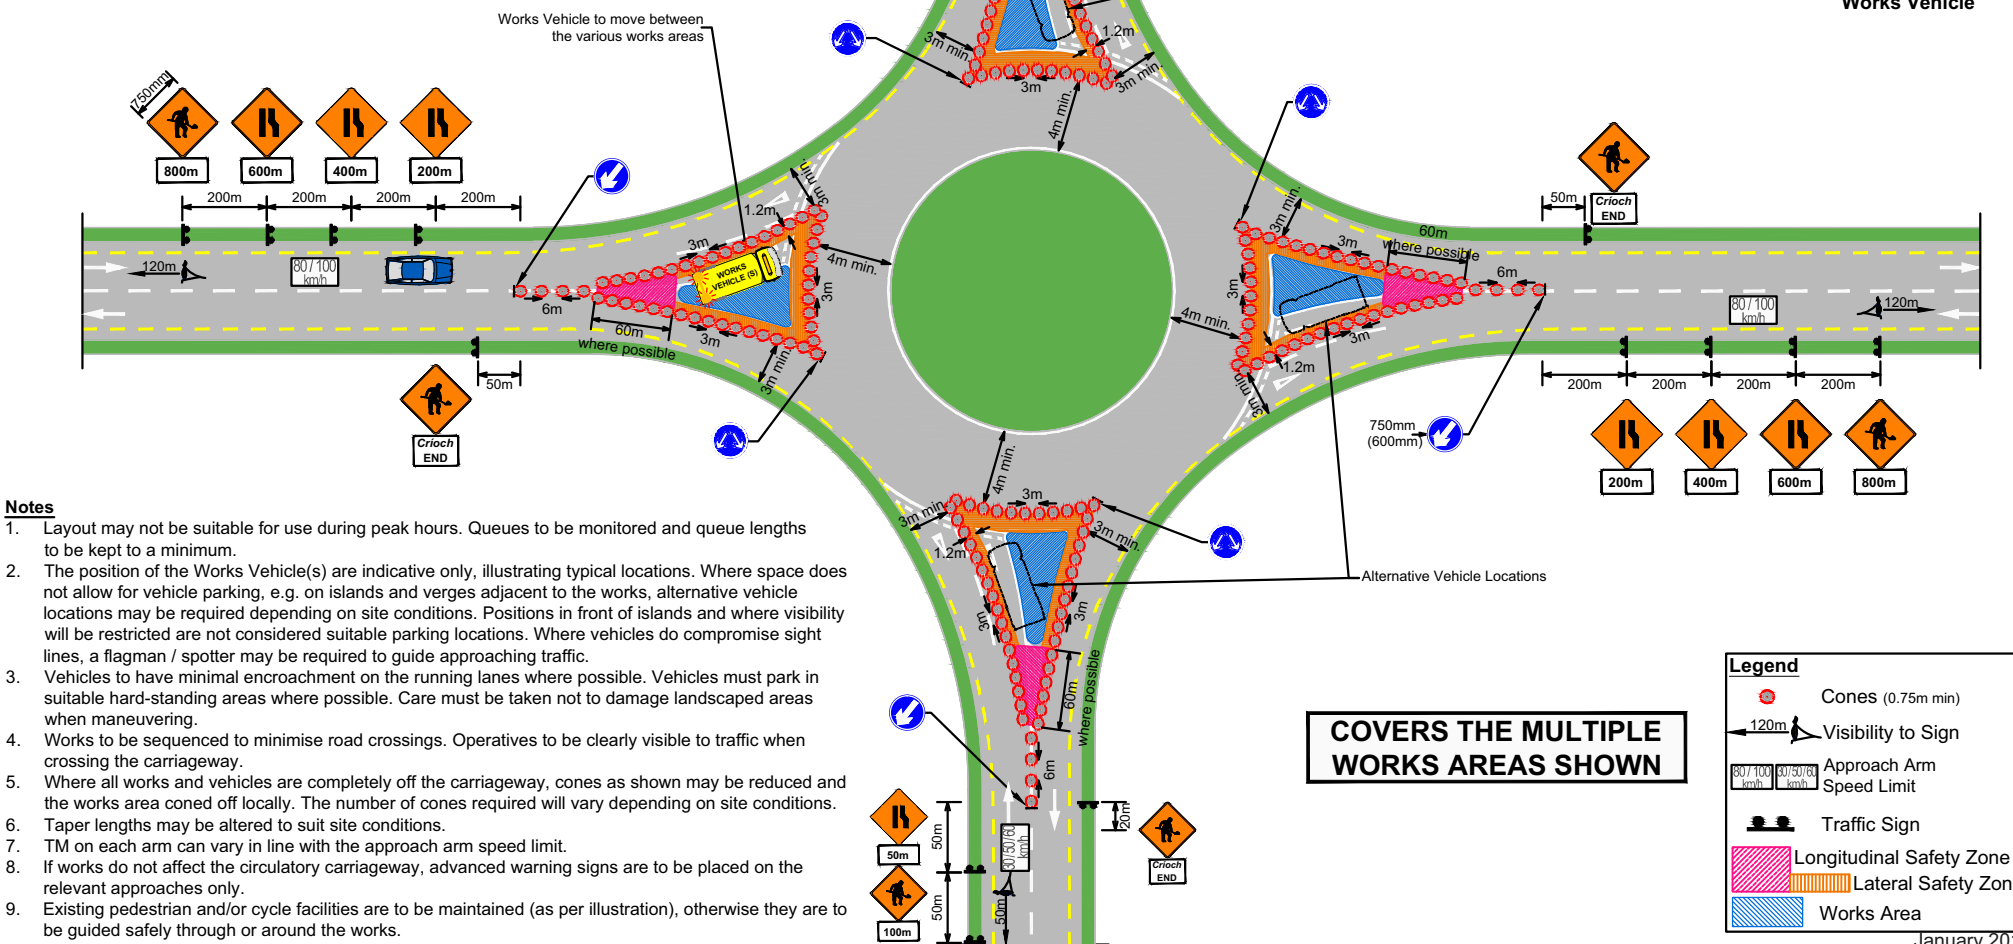 Works Vehicle
Works Vehicle to move between
the various works areas
3m min.
1.2m
3m min.
3m
4m min.
750mm
800m
600m
400m
200m
200m
200m
200m
200m
120m
80 / 100
km/h
6m
60m
where possible
3m
1.2m
3m min.
WORKS
VEHICLE (S)
4m min.
3m
3m
3m min.
50m
Crioch
END
3m min.
3m
60m
where possible
6m
3m
4m min.
3m
1.2m
3m min
50m
Crioch
END
80 / 100
km/h
120m
200m
200m
200m
200m
200m
400m
600m
800m
750mm
(600mm)
4m min.
3m
3m min
3m min.
1.2m
3m
3m
60m
where possible
Alternative Vehicle Locations
6m
20m
Crioch
END
50m
50m
50m
100m
30/50/60
km/h
50m
Notes
1. Layout may not be suitable for use during peak hours. Queues to be monitored and queue lengths
to be kept to a minimum.
2. The position of the Works Vehicle(s) are indicative only, illustrating typical locations. Where space does
not allow for vehicle parking, e.g. on islands and verges adjacent to the works, alternative vehicle
locations may be required depending on site conditions. Positions in front of islands and where visibility
will be restricted are not considered suitable parking locations. Where vehicles do compromise sight
lines, a flagman / spotter may be required to guide approaching traffic.
3. Vehicles to have minimal encroachment on the running lanes where possible. Vehicles must park in
suitable hard-standing areas where possible. Care must be taken not to damage landscaped areas
when maneuvering.
4. Works to be sequenced to minimise road crossings. Operatives to be clearly visible to traffic when
crossing the carriageway.
5. Where all works and vehicles are completely off the carriageway, cones as shown may be reduced and
the works area coned off locally. The number of cones required will vary depending on site conditions.
6. Taper lengths may be altered to suit site conditions.
7. TM on each arm can vary in line with the approach arm speed limit.
8. If works do not affect the circulatory carriageway, advanced warning signs are to be placed on the
relevant approaches only.
9. Existing pedestrian and/or cycle facilities are to be maintained (as per illustration), otherwise they are to
be guided safely through or around the works.
COVERS THE MULTIPLE
WORKS AREAS SHOWN
Legend
Cones (0.75m min)
120m
Visibility to Sign
80 / 100
km/h
30/50/60
km/h
Approach Arm
Speed Limit
Traffic Sign
Longitudinal Safety Zone
Lateral Safety Zon
Works Area
January 20